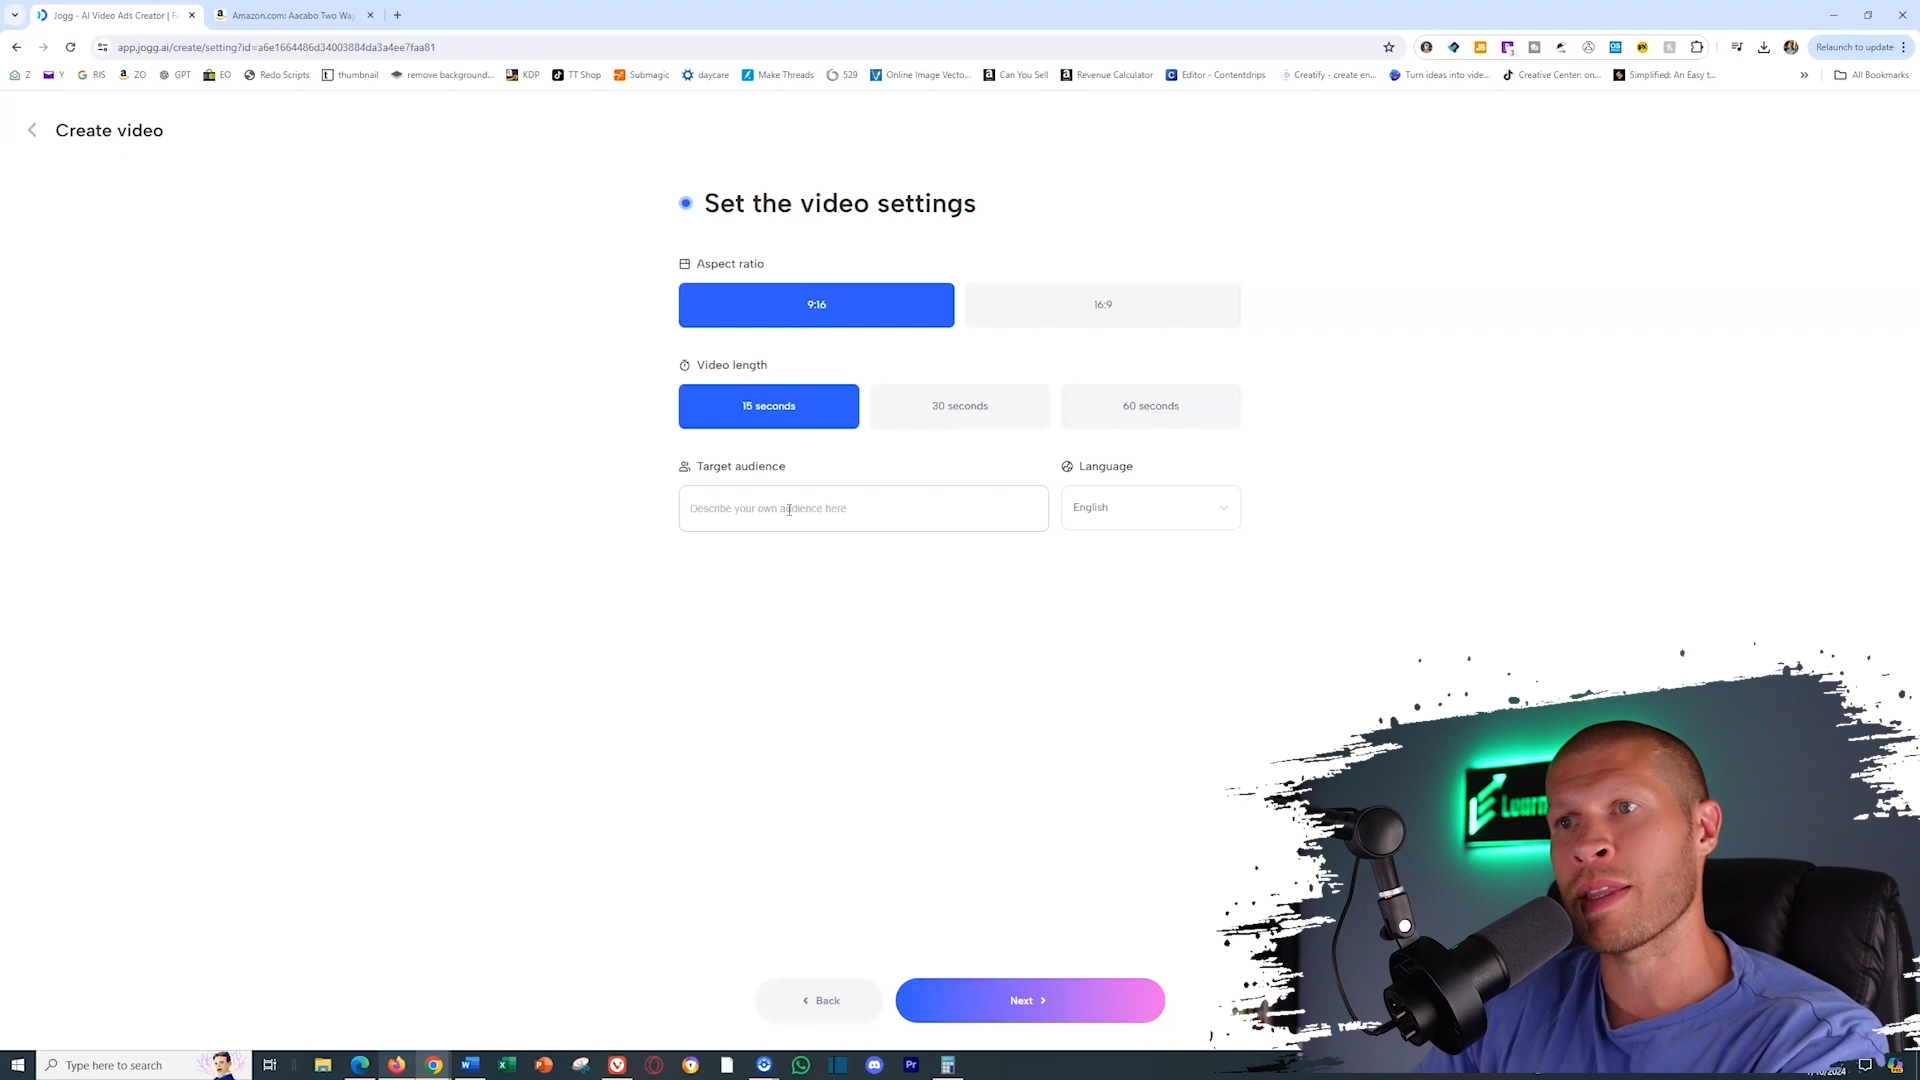 Jogg - AI Video Ads Creator | Fa
Amazon.com: Aacabo Two Way
app.jogg.ai/create/setting?id=a6e1664486d34003884da3a4ee7faa81
Relaunch to update
Z
Y
RIS
ZO
GPT
EO
Redo Scripts
thumbnail
remove background...
KDP
TT Shop
Submagic
daycare
Make Threads
529
Online Image Vecto...
Can You Sell
Revenue Calculator
Editor - Contentdrips
Creatify - create en...
Turn ideas into vide...
Creative Center: on...
Simplified: An Easy t...
All Bookmarks
Create video
Set the video settings
Aspect ratio
9:16
16:9
Video length
15 seconds
30 seconds
60 seconds
Target audience
Language
Describe your own audience here
English
Learn
Back
Next
Type here to search